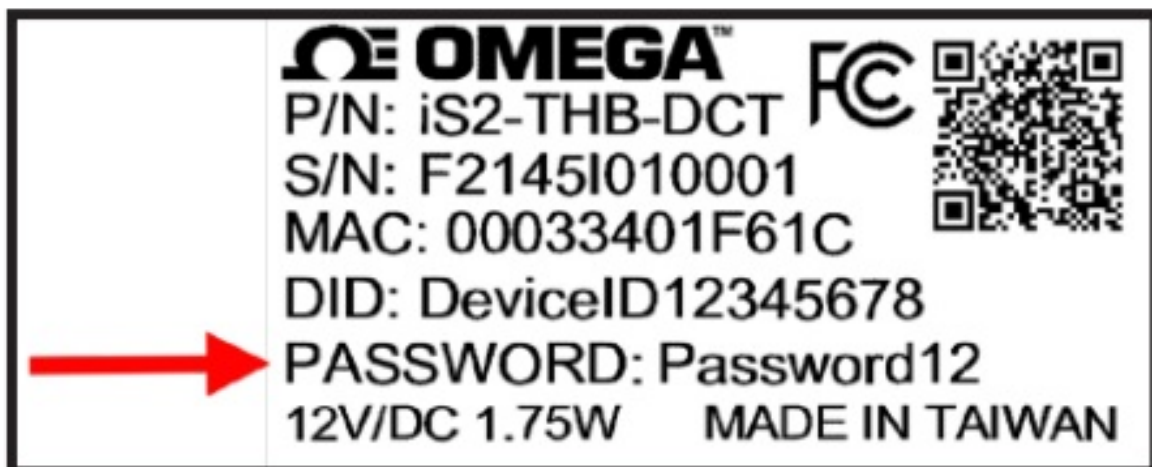 OMEGA™ FC
P/N: iS2-THB-DCT
S/N: F2145I010001
MAC: 00033401F61C
DID: DeviceID12345678
PASSWORD: Password12
12V/DC 1.75W MADE IN TAIWAN